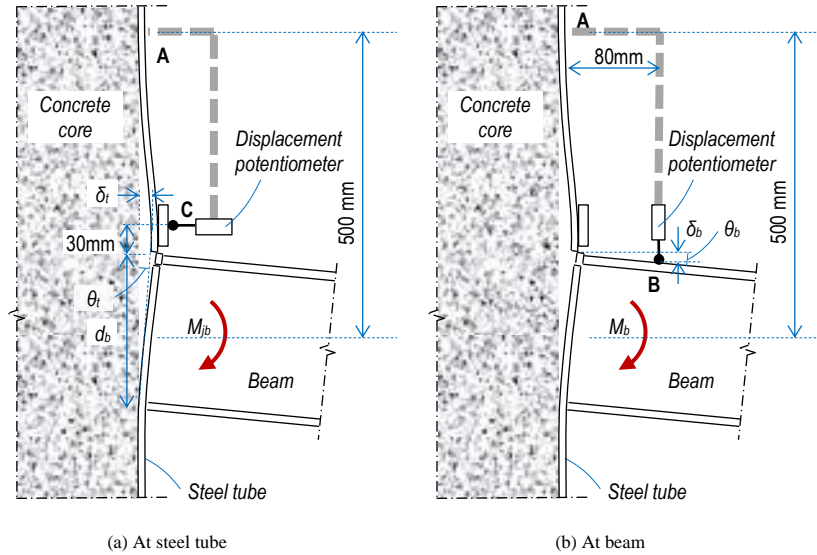 A
Concrete
core
Displacement
potentiometer
δt
C
30mm
500 mm
θt
db
Mjb
Beam
Steel tube
(a) At steel tube
A
80mm
Concrete
core
Displacement
potentiometer
δb
θb
500 mm
B
Mb
Beam
Steel tube
(b) At beam